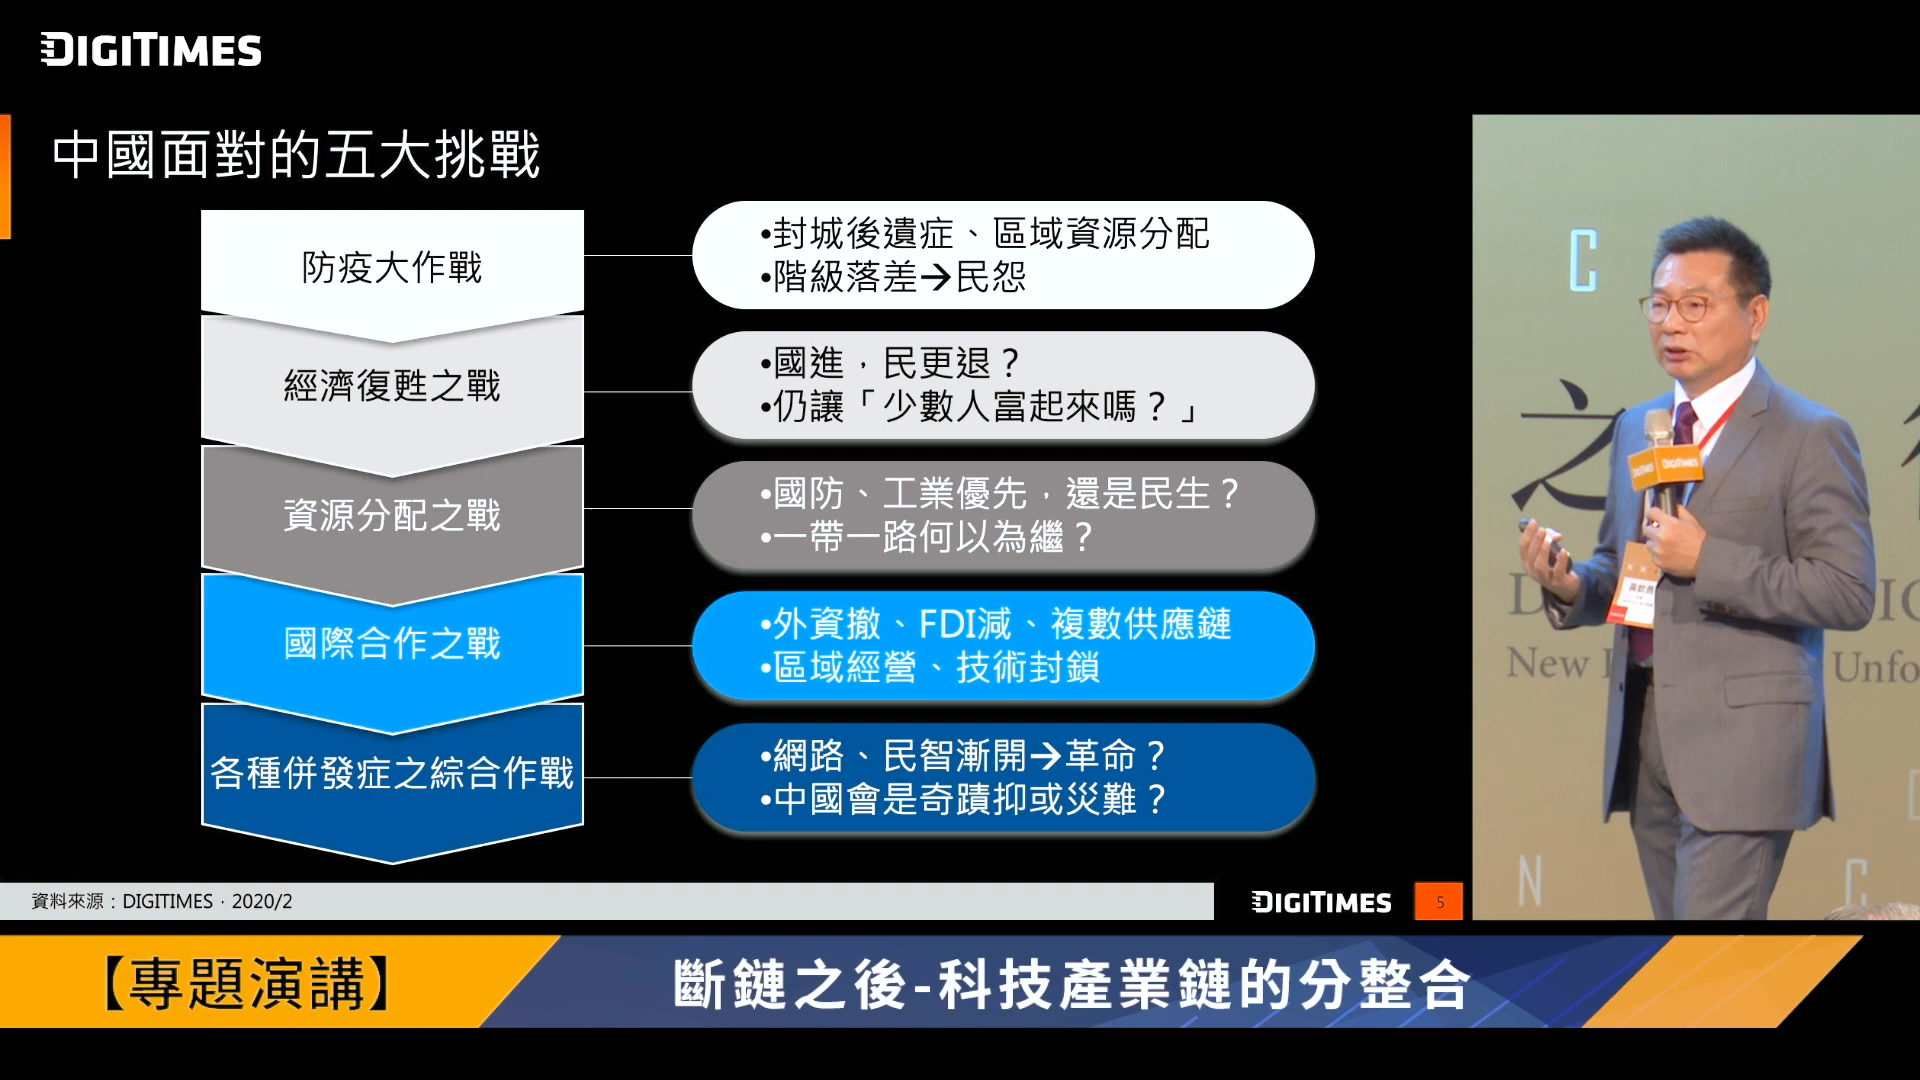 DIGITIMES
中國面對的五大挑戰
防疫大作戰
•封城後遺症、區域資源分配
•階級落差→民怨
經濟復甦之戰
•國進，民更退？
•仍讓「少數人富起來嗎？」
資源分配之戰
•國防、工業優先，還是民生？
•一帶一路何以為繼？
國際合作之戰
•外資撤、FDI減、複數供應鏈
•區域經營、技術封鎖
各種併發症之綜合作戰
•網路、民智漸開→革命？
•中國會是奇蹟抑或災難？
資料來源：DIGITIMES，2020/2
DIGITIMES
5
C
之
DIGITIMES
DIGITIMES
黃欽勇
D
IC
New
Unfo
N
C
【專題演講】
斷鏈之後-科技產業鏈的分整合